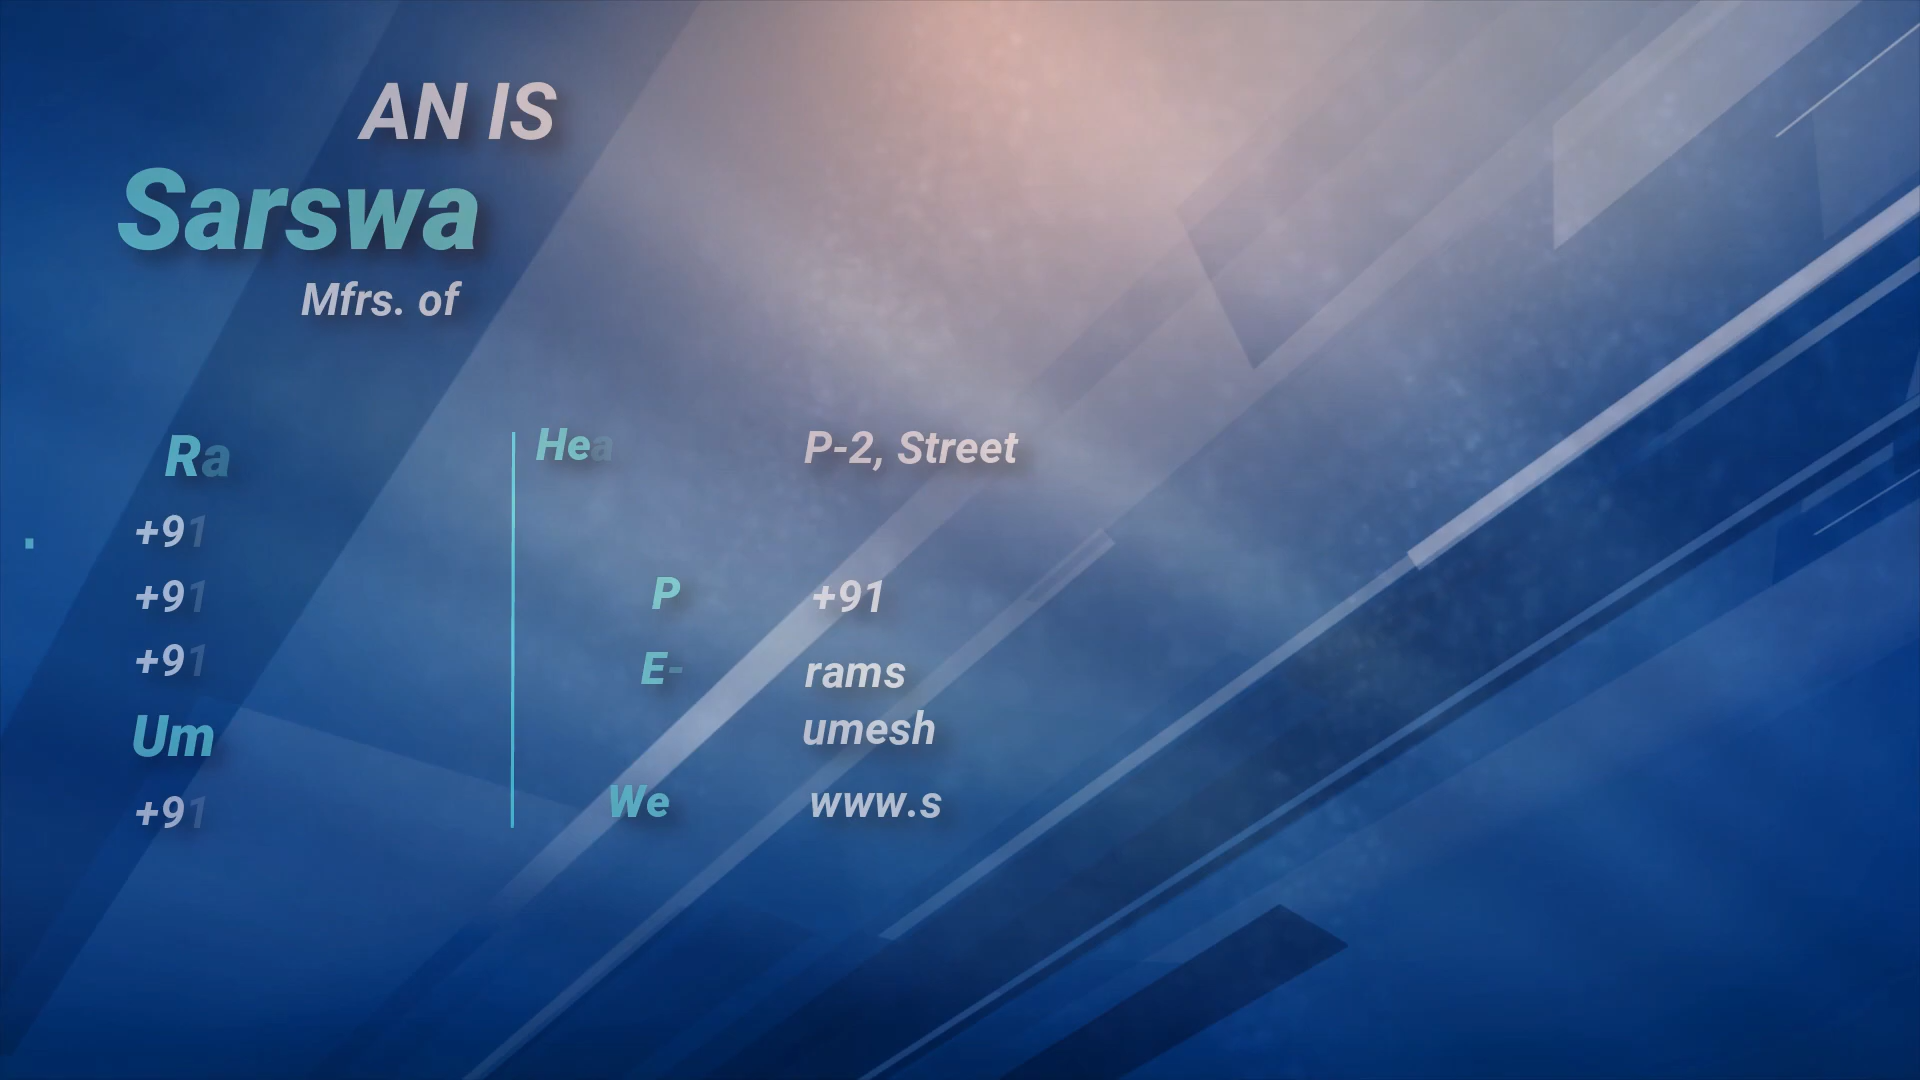 AN IS
Sarswa
Mfrs. of
Ra
+91
+91
+91
Um
+91
Hea P-2, Street
P +91
E- rams
umesh
We www.s